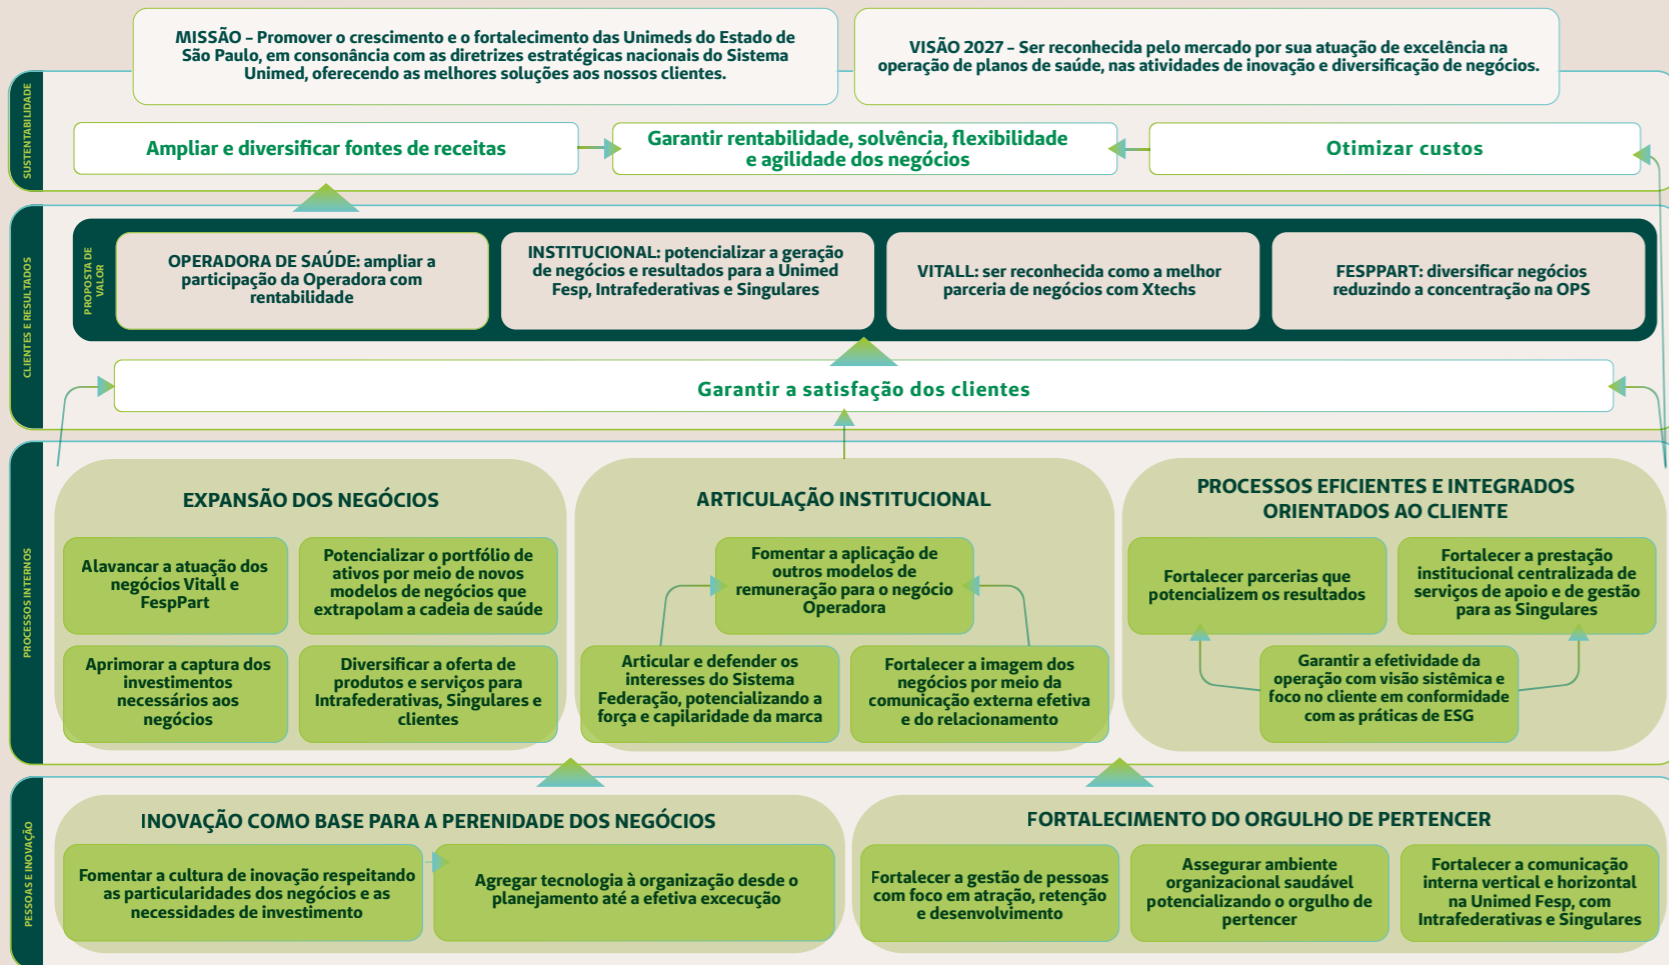 MISSÃO – Promover o crescimento e o fortalecimento das Unimeds do Estado de
São Paulo, em consonância com as diretrizes estratégicas nacionais do Sistema
Unimed, oferecendo as melhores soluções aos nossos clientes.
VISÃO 2027 – Ser reconhecida pelo mercado por sua atuação de excelência na
operação de planos de saúde, nas atividades de inovação e diversificação de negócios.
SUSTENTABILIDADE
Ampliar e diversificar fontes de receitas
Garantir rentabilidade, solvência, flexibilidade
e agilidade dos negócios
Otimizar custos
CLIENTES E RESULTADOS
PROPOSTA DE
VALOR
OPERADORA DE SAÚDE: ampliar a
participação da Operadora com
rentabilidade
INSTITUCIONAL: potencializar a geração
de negócios e resultados para a Unimed
Fesp, Intrafederativas e Singulares
VITALL: ser reconhecida como a melhor
parceria de negócios com Xtechs
FESPPART: diversificar negócios
reduzindo a concentração na OPS
Garantir a satisfação dos clientes
PROCESSOS INTERNOS
EXPANSÃO DOS NEGÓCIOS
Alavancar a atuação dos
negócios Vitall e
FespPart
Potencializar o portfólio de
ativos por meio de novos
modelos de negócios que
extrapolam a cadeia de saúde
Aprimorar a captura dos
investimentos
necessários aos
negócios
Diversificar a oferta de
produtos e serviços para
Intrafederativas, Singulares e
clientes
ARTICULAÇÃO INSTITUCIONAL
Fomentar a aplicação de
outros modelos de
remuneração para o negócio
Operadora
Articular e defender os
interesses do Sistema
Federação, potencializando a
força e capilaridade da marca
Fortalecer a imagem dos
negócios por meio da
comunicação externa efetiva
e do relacionamento
PROCESSOS EFICIENTES E INTEGRADOS
ORIENTADOS AO CLIENTE
Fortalecer parcerias que
potencializem os resultados
Fortalecer a prestação
institucional centralizada de
serviços de apoio e de gestão
para as Singulares
Garantir a efetividade da
operação com visão sistêmica e
foco no cliente em conformidade
com as práticas de ESG
PESSOAS E INOVAÇÃO
INOVAÇÃO COMO BASE PARA A PERENIDADE DOS NEGÓCIOS
Fomentar a cultura de inovação respeitando
as particularidades dos negócios e as
necessidades de investimento
Agregar tecnologia à organização desde o
planejamento até a efetiva excecução
FORTALECIMENTO DO ORGULHO DE PERTENCER
Fortalecer a gestão de pessoas
com foco em atração, retenção
e desenvolvimento
Assegurar ambiente
organizacional saudável
potencializando o orgulho de
pertencer
Fortalecer a comunicação
interna vertical e horizontal
na Unimed Fesp, com
Intrafederativas e Singulares